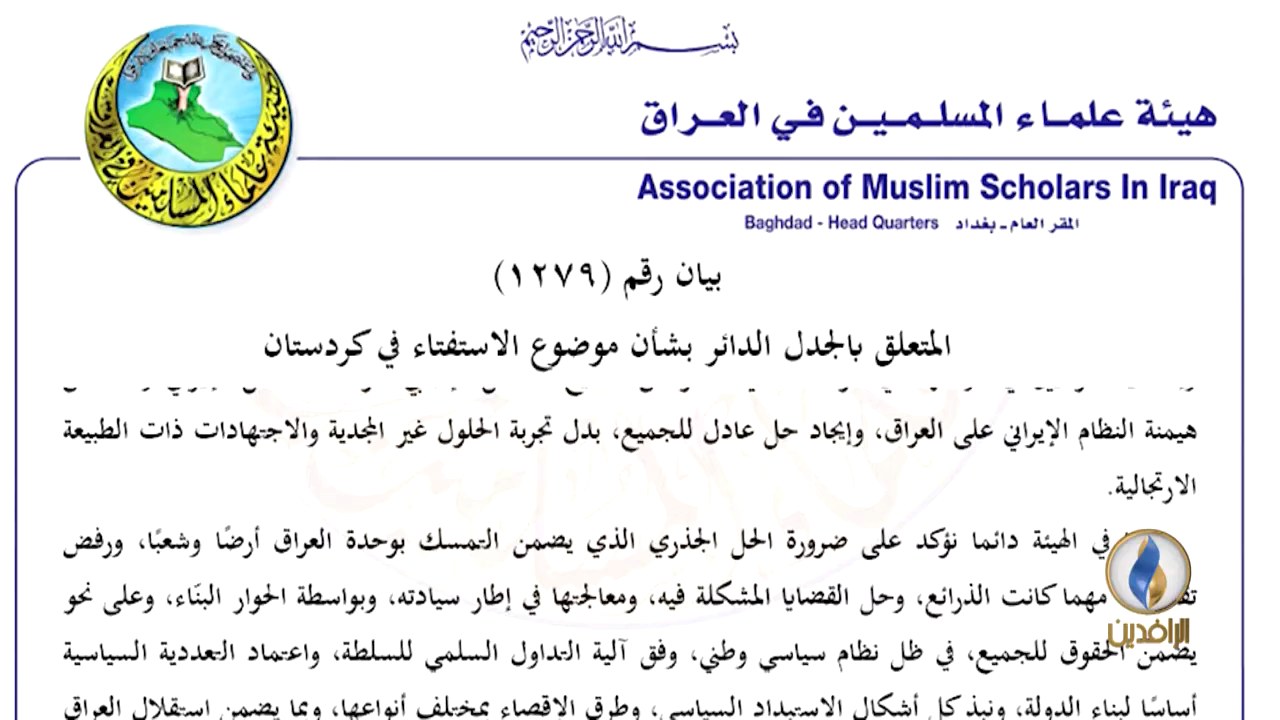 بسم الله الرحمن الرحيم
هيئة علماء المسلمين في العراق
Association of Muslim Scholars In Iraq
Baghdad - Head Quarters المقر العام - بغداد
بيان رقم (١٢٧٩)
المتعلق بالجدل الدائر بشأن موضوع الاستفتاء في كردستان
هيمنة النظام الإيراني على العراق، وإيجاد حل عادل للجميع، بدل تجربة الحلول غير المجدية والاجتهادات ذات الطبيعة
الارتجالية.
في الهيئة دائما نؤكد على ضرورة الحل الجذري الذي يضمن التمسك بوحدة العراق أرضًا وشعبًا، ورفض
مهما كانت الذرائع، وحل القضايا المشكلة فيه، ومعالجتها في إطار سيادته، وبواسطة الحوار البنّاء، وعلى نحو
يضمن الحقوق للجميع، في ظل نظام سياسي وطني، وفق آلية التداول السلمي للسلطة، واعتماد التعددية السياسية
أساسًا لبناء الدولة، ونبذ كل أشكال الاستبداد السياسي، وطرق الإقصاء بمختلف أنواعها، وبما يضمن استقلال العراق
الرافدين